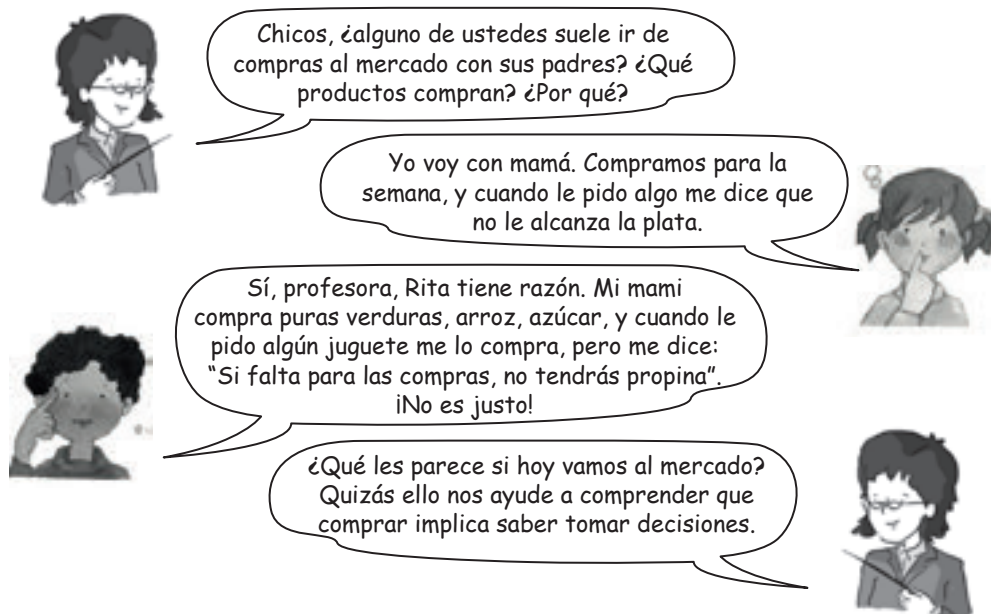 Chicos, ¿alguno de ustedes suele ir de
compras al mercado con sus padres? ¿Qué
productos compran? ¿Por qué?
Yo voy con mamá. Compramos para la
semana, y cuando le pido algo me dice que
no le alcanza la plata.
Sí, profesora, Rita tiene razón. Mi mami
compra puras verduras, arroz, azúcar, y cuando le
pido algún juguete me lo compra, pero me dice:
“Si falta para las compras, no tendrás propina”.
¡No es justo!
¿Qué les parece si hoy vamos al mercado?
Quizás ello nos ayude a comprender que
comprar implica saber tomar decisiones.